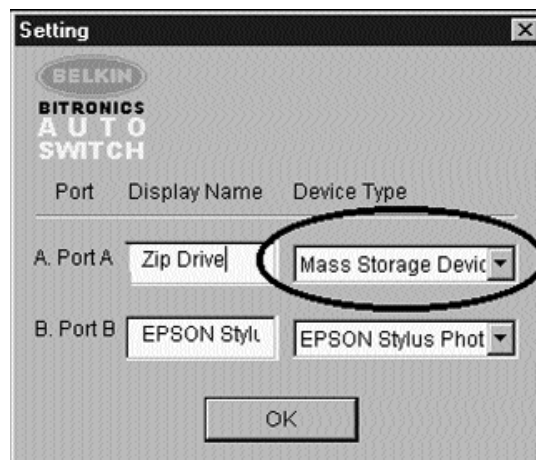 Setting
BELKIN
BITRONICS
AUTO
SWITCH
Port Display Name Device Type
A. Port A Zip Drive Mass Storage Devic
B. Port B EPSON Stylu EPSON Stylus Phot
OK